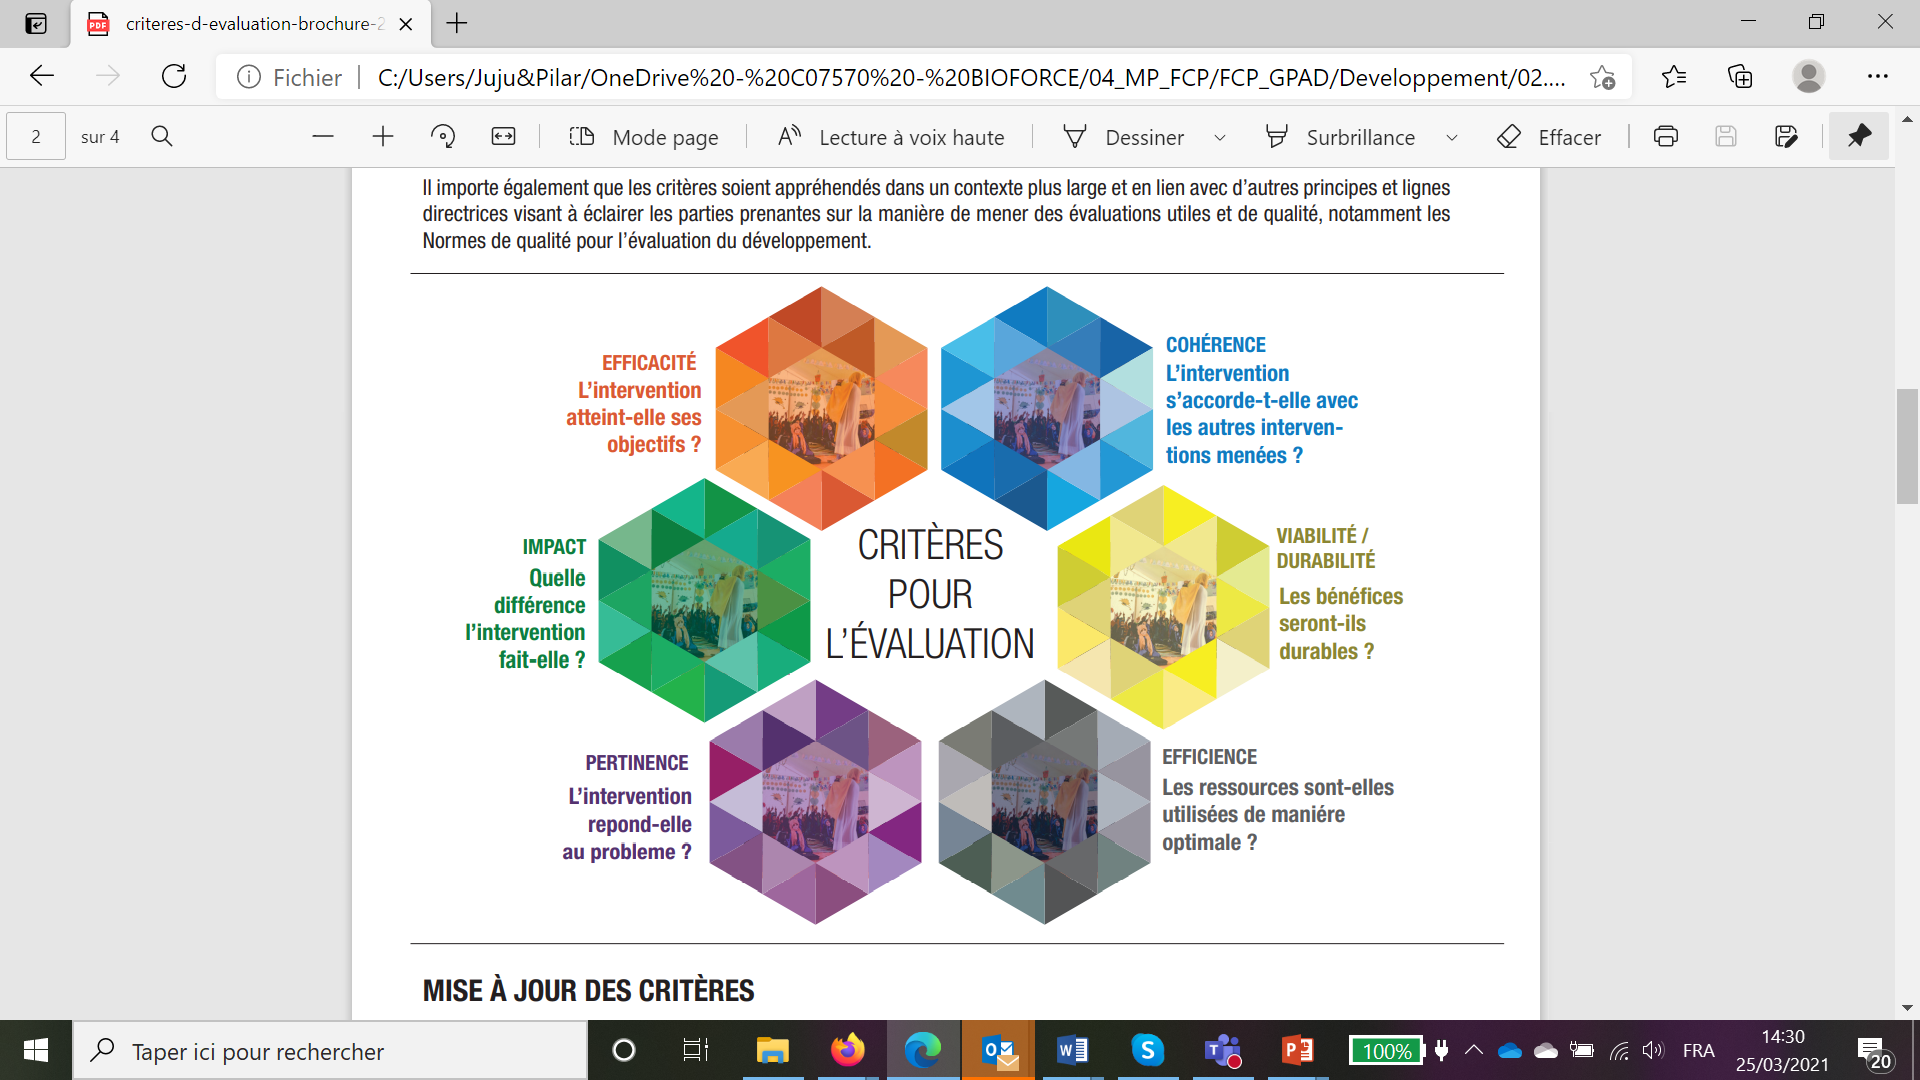 criteres-d-evaluation-brochure-2
Fichier
C:/Users/Juju&Pilar/OneDrive%20-%20C07570%20-%20BIOFORCE/04_MP_FCP/FCP_GPAD/Developpement/02....
2
sur 4
Mode page
Lecture à voix haute
Dessiner
Surbrillance
Effacer
Il importe également que les critères soient appréhendés dans un contexte plus large et en lien avec d’autres principes et lignes
directrices visant à éclairer les parties prenantes sur la manière de mener des évaluations utiles et de qualité, notamment les
Normes de qualité pour l’évaluation du développement.
EFFICACITÉ
L’intervention
atteint-elle ses
objectifs ?
COHÉRENCE
L’intervention
s’accorde-t-elle avec
les autres interven-
tions menées ?
IMPACT
Quelle
différence
l’intervention
fait-elle ?
CRITÈRES
POUR
L’ÉVALUATION
VIABILITÉ /
DURABILITÉ
Les bénéfices
seront-ils
durables ?
PERTINENCE
L’intervention
repond-elle
au probleme ?
EFFICIENCE
Les ressources sont-elles
utilisées de maniére
optimale ?
MISE À JOUR DES CRITÈRES
Taper ici pour rechercher
100%
FRA
14:30
25/03/2021
20